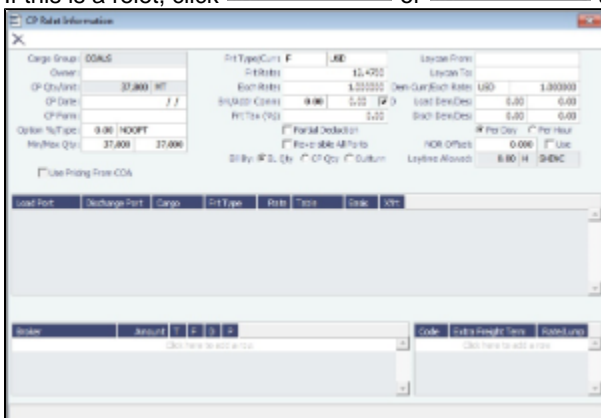 If this is a relet, click or
CP Relet Information
Cargo Group: COALS Frt Type/Curr: F USD Laycan From:
Owner: Frt Rate: 12.4700 Laycan To:
CP Qty/Unit: 37,800 MT Exch Rate: 1.000000 Dem Curr/Exch Rate: USD 1.000000
CP Date: / / Brk/Addr Comm: 0.00 0.00 D Load Dem/Des: 0.00 0.00
CP Form: Frt Tax (%): 0.00 Disch Dem/Des: 0.00 0.00
Option %/Type: 0.00 NOOPT Partial Deduction Per Day Per Hour
Min/Max Qty: 37,800 37,800 Reversible All Ports NOR Offset: 0.000 Use
Bill By: BL Qty CP Qty Outturn Laytime Allowed: 0.00 H SHINC
Use Pricing From COA
Load Port Discharge Port Cargo Frt Type Rate Table Basis
Broker Amount T F D P Code Extra Freight Term Rate/Lump
Click here to add a row Click here to add a row